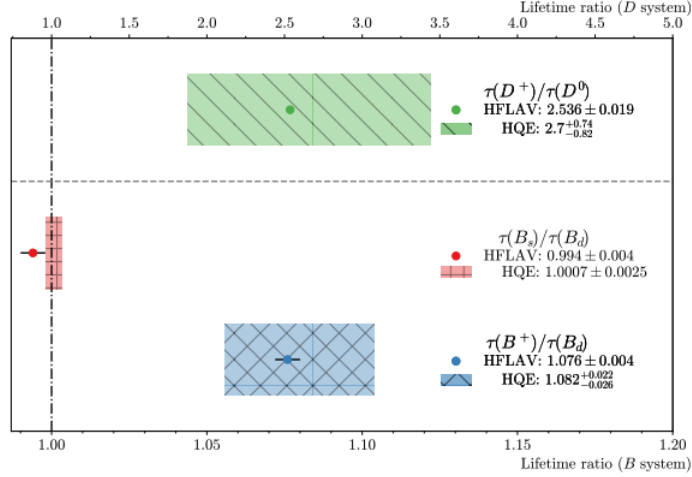 Lifetime ratio (D system)
1.0 1.5 2.0 2.5 3.0 3.5 4.0 4.5 5.0
τ(D⁺)/τ(D⁰)
HFLAV: 2.536 ± 0.019
HQE: 2.7 +0.74 −0.82
τ(Bₛ)/τ(B_d)
HFLAV: 0.994 ± 0.004
HQE: 1.0007 ± 0.0025
τ(B⁺)/τ(B_d)
HFLAV: 1.076 ± 0.004
HQE: 1.082 +0.022 −0.026
1.00 1.05 1.10 1.15 1.20
Lifetime ratio (B system)